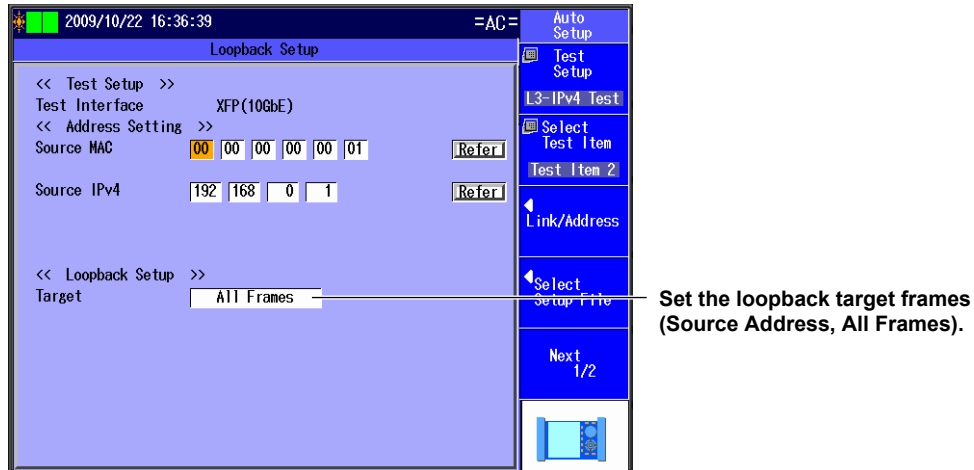 2009/10/22 16:36:39 =AC=
Loopback Setup
<< Test Setup >>
Test Interface XFP(10GbE)
<< Address Setting >>
Source MAC 00 00 00 00 00 01 Refer
Source IPv4 192 168 0 1 Refer
<< Loopback Setup >>
Target All Frames
Auto
Setup
Test
Setup
L3-IPv4 Test
Select
Test Item
Test Item 2
Link/Address
Select
Setup File
Next
1/2
Set the loopback target frames
(Source Address, All Frames).